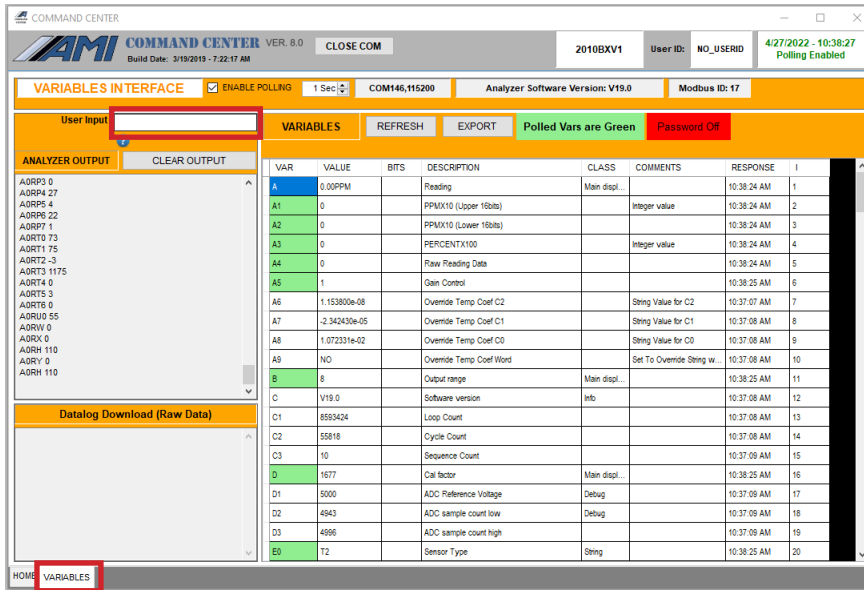 COMMAND CENTER
AMI COMMAND CENTER VER. 8.0 CLOSE COM 2010BXV1 User ID: NO_USERID 4/27/2022 - 10:38:27
Build Date: 3/19/2019 - 7:22:17 AM Polling Enabled
VARIABLES INTERFACE ENABLE POLLING 1 Sec COM146,115200 Analyzer Software Version: V19.0 Modbus ID: 17
User Input
ANALYZER OUTPUT CLEAR OUTPUT
A0RP3 0
A0RP4 27
A0RP5 4
A0RP6 22
A0RP7 1
A0RT0 73
A0RT1 75
A0RT2 -3
A0RT3 1175
A0RT4 0
A0RT5 3
A0RT6 0
A0RU0 55
A0RW 0
A0RX 0
A0RH 110
A0RY 0
A0RH 110
Datalog Download (Raw Data)
VARIABLES REFRESH EXPORT Polled Vars are Green Password Off
VAR VALUE BITS DESCRIPTION CLASS COMMENTS RESPONSE I
A 0.00PPM Reading Main displ... 10:38:24 AM 1
A1 0 PPMX10 (Upper 16bits) Integer value 10:38:24 AM 2
A2 0 PPMX10 (Lower 16bits) 10:38:24 AM 3
A3 0 PERCENTX100 Integer value 10:38:24 AM 4
A4 0 Raw Reading Data 10:38:24 AM 5
A5 1 Gain Control 10:38:25 AM 6
A6 1.153800e-08 Override Temp Coef C2 String Value for C2 10:37:07 AM 7
A7 -2.342430e-05 Override Temp Coef C1 String Value for C1 10:37:08 AM 8
A8 1.072331e-02 Override Temp Coef C0 String Value for C0 10:37:08 AM 9
A9 NO Override Temp Coef Word Set To Override String w... 10:37:08 AM 10
B 8 Output range Main displ... 10:38:25 AM 11
C V19.0 Software version Info 10:37:08 AM 12
C1 8593424 Loop Count 10:37:08 AM 13
C2 55818 Cycle Count 10:37:08 AM 14
C3 10 Sequence Count 10:37:09 AM 15
D 1677 Cal factor Main displ... 10:38:25 AM 16
D1 5000 ADC Reference Voltage Debug 10:37:09 AM 17
D2 4943 ADC sample count low Debug 10:37:09 AM 18
D3 4996 ADC sample count high 10:37:09 AM 19
E0 T2 Sensor Type String 10:38:25 AM 20
HOME VARIABLES